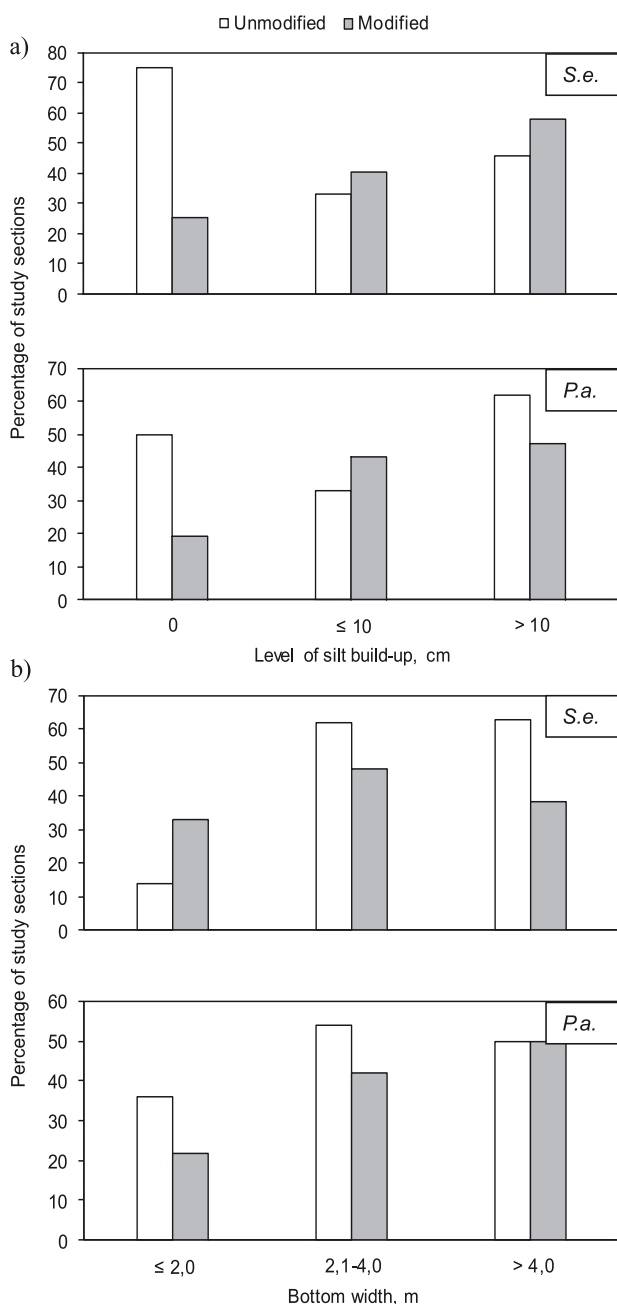 Unmodified Modified
a)
S.e.
80
70
60
50
40
30
20
10
0
P.a.
70
60
50
40
30
20
10
0
Percentage of study sections
0 ≤ 10 > 10
Level of silt build-up, cm
b)
S.e.
70
60
50
40
30
20
10
0
P.a.
60
50
40
30
20
10
0
Percentage of study sections
≤ 2,0 2,1-4,0 > 4,0
Bottom width, m